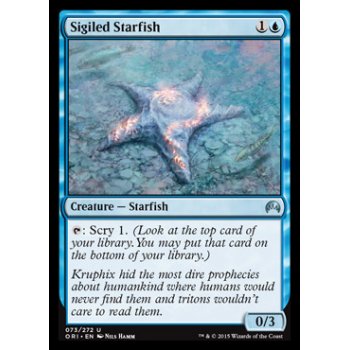 Sigiled Starfish 1
Creature — Starfish
: Scry 1. (Look at the top card of
your library. You may put that card on
the bottom of your library.)
Kruphix hid the most dire prophecies
about humankind where humans would
never find them and tritons wouldn't
care to read them.
0/3
073/272 U
ORI • EN Nils Hamm
™ & © 2015 Wizards of the Coast